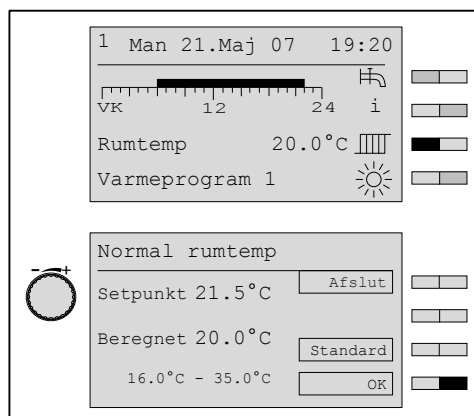 1 Man 21.Maj 07 19:20
VK 12 24 i
Rumtemp 20.0°C
Varmeprogram 1
Normal rumtemp
Afslut
Setpunkt 21.5°C
- +
Beregnet 20.0°C
Standard
16.0°C - 35.0°C
OK